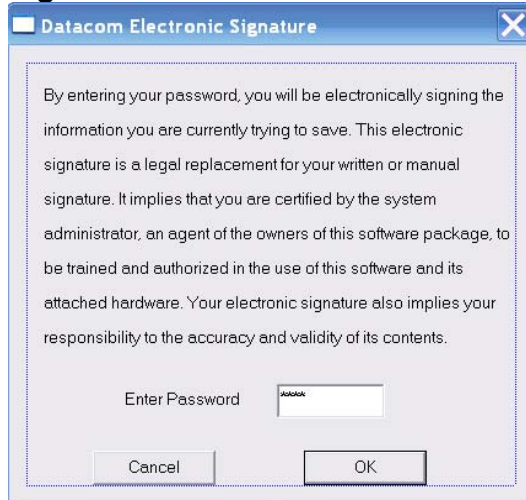 Datacom Electronic Signature
By entering your password, you will be electronically signing the
information you are currently trying to save. This electronic
signature is a legal replacement for your written or manual
signature. It implies that you are certified by the system
administrator, an agent of the owners of this software package, to
be trained and authorized in the use of this software and its
attached hardware. Your electronic signature also implies your
responsibility to the accuracy and validity of its contents.
Enter Password ****
Cancel OK